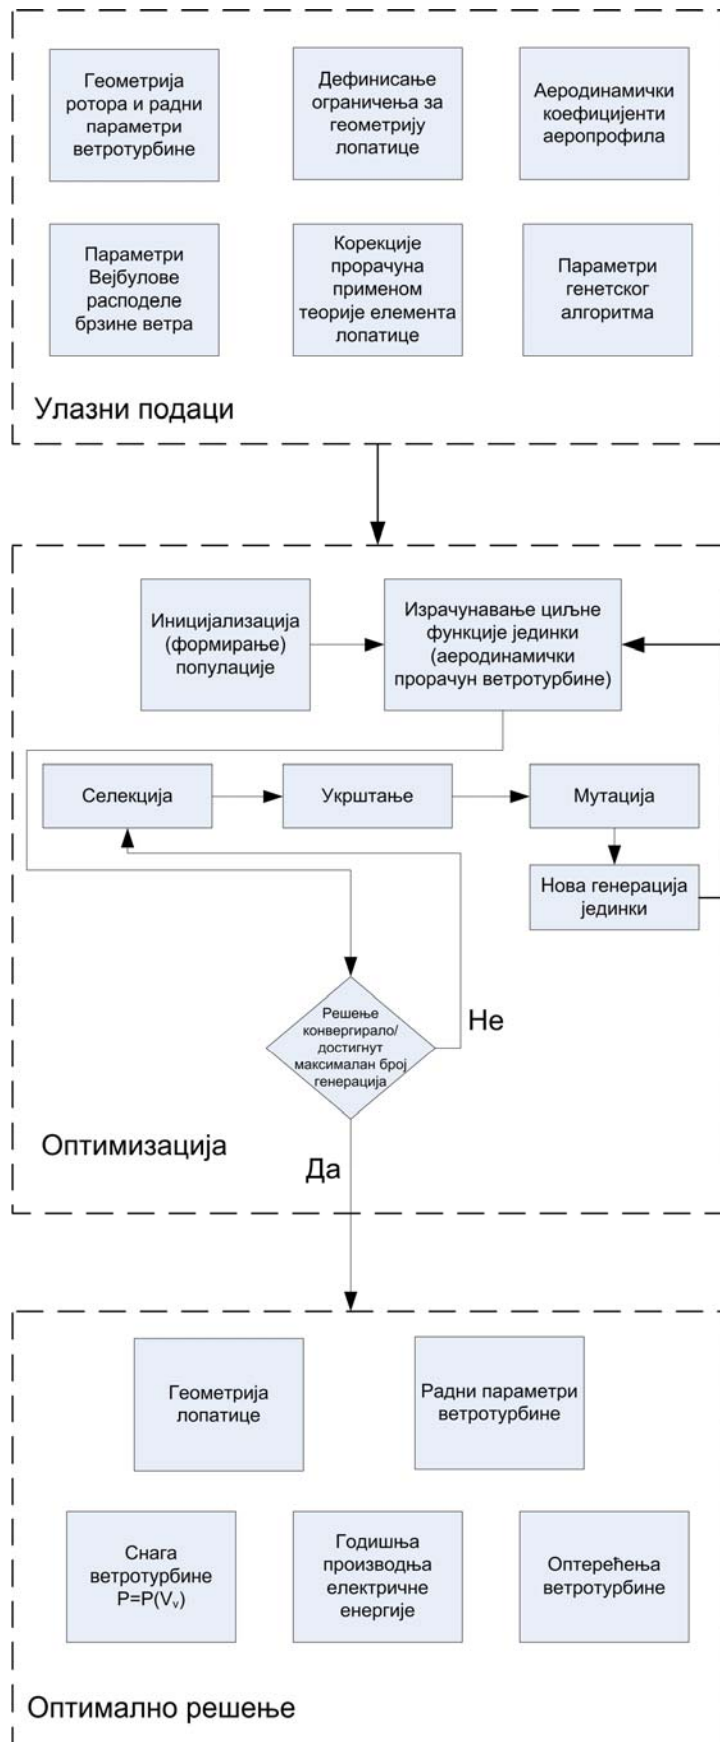 Геометрија
ротора и радни
параметри
ветротурбине
Дефинисање
ограничења за
геометрију
лопатице
Аеродинамички
коефицијенти
аеропрофила
Параметри
Вејбулове
расподеле
брзине ветра
Корекције
прорачуна
применом
теорије елемента
лопатице
Параметри
генетског
алгоритма
Улазни подаци
Иницијализација
(формирање)
популације
Израчунавање циљне
функције јединки
(аеродинамички
прорачун ветротурбине)
Селекција
Укрштање
Мутација
Нова генерација
јединки
Решење
конвергирало/
достигнут
максималан број
генерација
Не
Оптимизација
Да
Геометрија
лопатице
Радни параметри
ветротурбине
Снага
ветротурбине
P=P(Vᵥ)
Годишња
производња
електричне
енергије
Оптерећења
ветротурбине
Оптимално решење